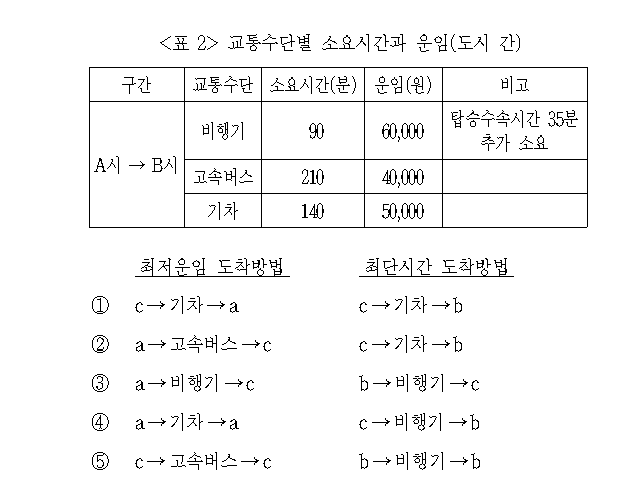 <표 2> 교통수단별 소요시간과 운임(도시 간)
구간 교통수단 소요시간(분) 운임(원) 비고
A시 → B시 비행기 90 60,000 탑승수속시간 35분
추가 소요
고속버스 210 40,000
기차 140 50,000
최저운임 도착방법 최단시간 도착방법
① c→기차→a c→기차→b
② a→고속버스→c c→기차→b
③ a→비행기→c b→비행기→c
④ a→기차→a c→비행기→b
⑤ c→고속버스→c b→비행기→b